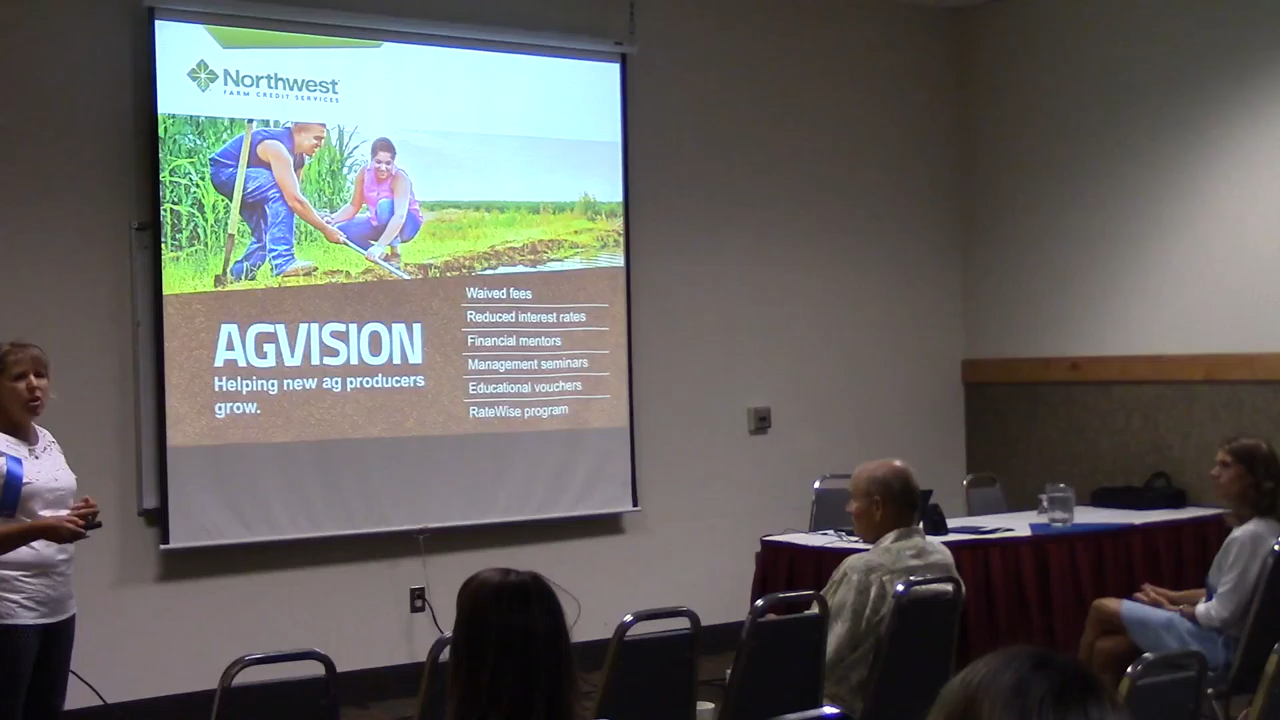 Northwest
FARM CREDIT SERVICES
Waived fees
Reduced interest rates
Financial mentors
Management seminars
Educational vouchers
RateWise program
AGVISION
Helping new ag producers
grow.